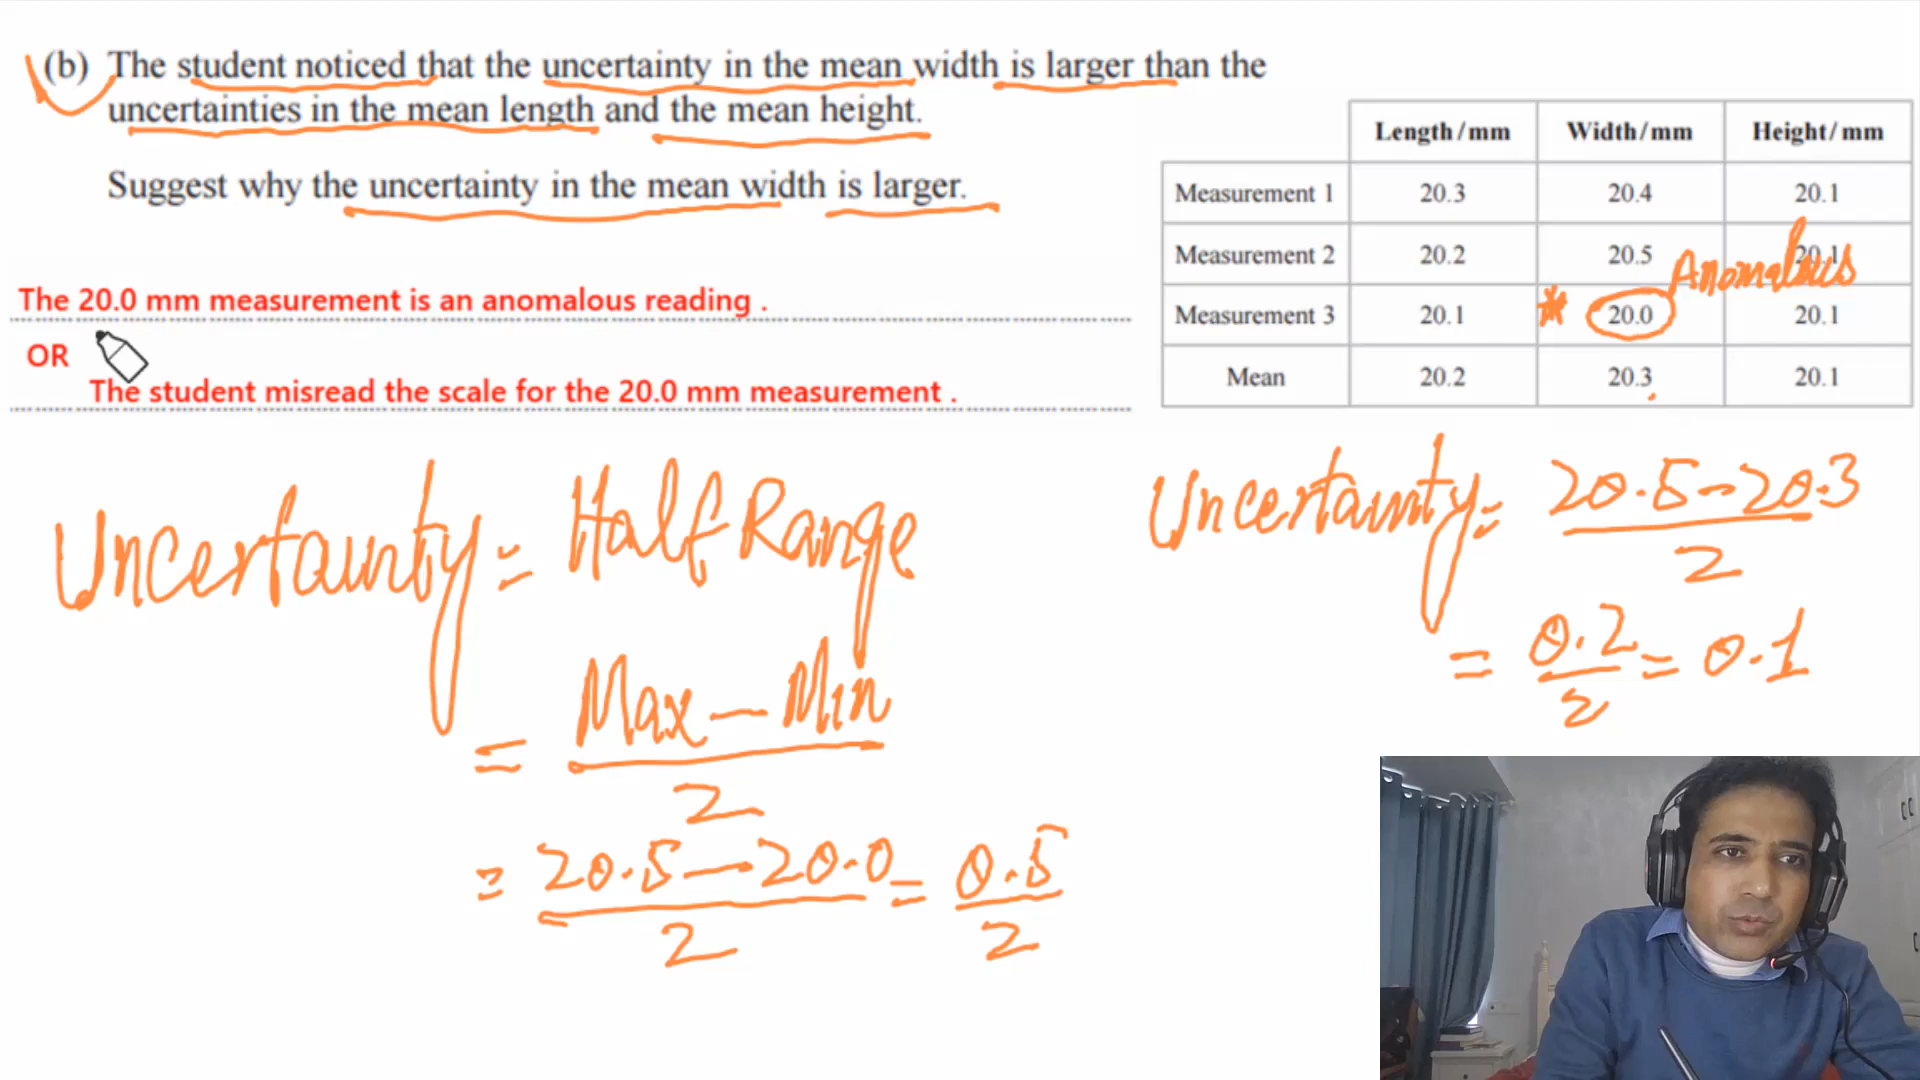 (b) The student noticed that the uncertainty in the mean width is larger than the
uncertainties in the mean length and the mean height.
Suggest why the uncertainty in the mean width is larger.
The 20.0 mm measurement is an anomalous reading .
OR
The student misread the scale for the 20.0 mm measurement .
Length/mm Width/mm Height/mm
Measurement 1 20.3 20.4 20.1
Measurement 2 20.2 20.5 20.1
Anomalous
Measurement 3 20.1 * 20.0 20.1
Mean 20.2 20.3 20.1
Uncertainty = Half Range
= Max - Min
2
= 20.5 - 20.0 = 0.5
2 2
Uncertainty = 20.5 - 20.3
2
= 0.2 = 0.1
2